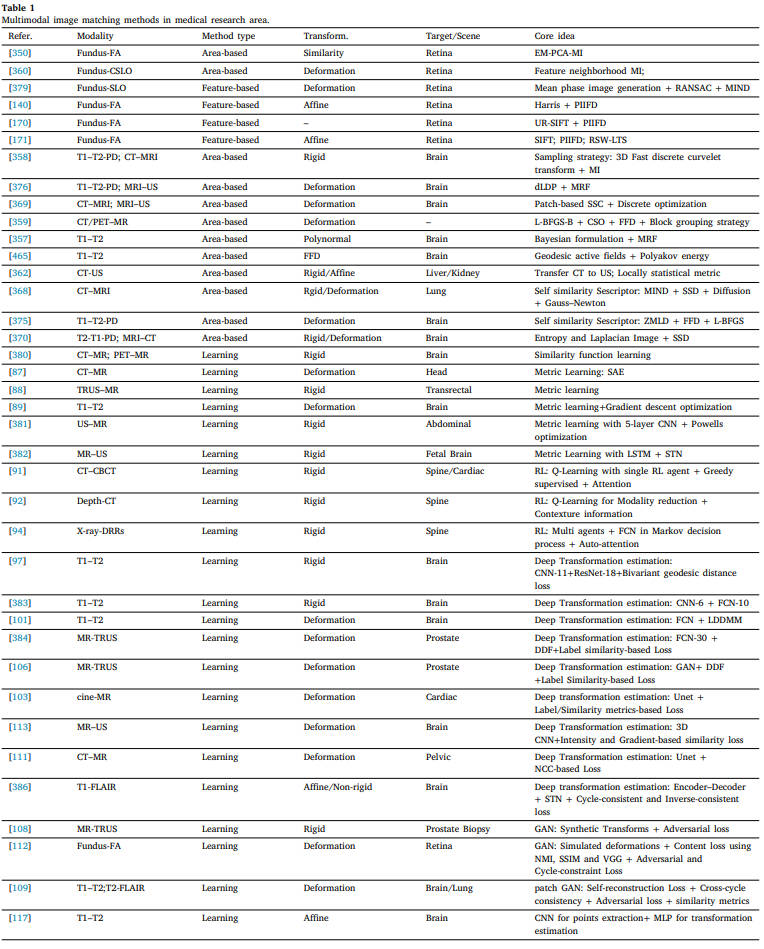 Table 1
Multimodal image matching methods in medical research area.
Refer. Modality Method type Transform. Target/Scene Core idea
[350] Fundus-FA Area-based Similarity Retina EM-PCA-MI
[360] Fundus-CSLO Area-based Deformation Retina Feature neighborhood MI;
[379] Fundus-SLO Feature-based Deformation Retina Mean phase image generation + RANSAC + MIND
[140] Fundus-FA Feature-based Affine Retina Harris + PIIFD
[170] Fundus-FA Feature-based – Retina UR-SIFT + PIIFD
[171] Fundus-FA Feature-based Affine Retina SIFT; PIIFD; RSW-LTS
[358] T1–T2-PD; CT–MRI Area-based Rigid Brain Sampling strategy: 3D Fast discrete curvelet
transform + MI
[376] T1–T2-PD; MRI–US Area-based Deformation Brain dLDP + MRF
[369] CT–MRI; MRI–US Area-based Deformation Brain Patch-based SSC + Discrete optimization
[359] CT/PET–MR Area-based Deformation – L-BFGS-B + CSO + FFD + Block grouping strategy
[357] T1–T2 Area-based Polynormal Brain Bayesian formulation + MRF
[465] T1–T2 Area-based FFD Brain Geodesic active fields + Polyakov energy
[362] CT-US Area-based Rigid/Affine Liver/Kidney Transfer CT to US; Locally statistical metric
[368] CT–MRI Area-based Rgid/Deformation Lung Self similarity Sescriptor: MIND + SSD + Diffusion
+ Gauss–Newton
[375] T1–T2-PD Area-based Deformation Brain Self similarity Sescriptor: ZMLD + FFD + L-BFGS
[370] T2-T1-PD; MRI–CT Area-based Rigid/Deformation Brain Entropy and Laplacian Image + SSD
[380] CT–MR; PET–MR Learning Rigid Brain Similarity function learning
[87] CT–MR Learning Deformation Head Metric Learning: SAE
[88] TRUS–MR Learning Rigid Transrectal Metric learning
[89] T1–T2 Learning Deformation Brain Metric learning+Gradient descent optimization
[381] US–MR Learning Rigid Abdominal Metric learning with 5-layer CNN + Powells
optimization
[382] MR–US Learning Rigid Fetal Brain Metric Learning with LSTM + STN
[91] CT–CBCT Learning Rigid Spine/Cardiac RL: Q-Learning with single RL agent + Greedy
supervised + Attention
[92] Depth-CT Learning Rigid Spine RL: Q-Learning for Modality reduction +
Contexture information
[94] X-ray-DRRs Learning Rigid Spine RL: Multi agents + FCN in Markov decision
process + Auto-attention
[97] T1–T2 Learning Rigid Brain Deep Transformation estimation:
CNN-11+ResNet-18+Bivariant geodesic distance
loss
[383] T1–T2 Learning Rigid Brain Deep Transformation estimation: CNN-6 + FCN-10
[101] T1–T2 Learning Deformation Brain Deep Transformation estimation: FCN + LDDMM
[384] MR-TRUS Learning Deformation Prostate Deep Transformation estimation: FCN-30 +
DDF+Label similarity-based Loss
[106] MR-TRUS Learning Deformation Prostate Deep Transformation estimation: GAN+ DDF
+Label Similarity-based Loss
[103] cine-MR Learning Deformation Cardiac Deep transformation estimation: Unet +
Label/Similarity metrics-based Loss
[113] MR–US Learning Deformation Brain Deep Transformation estimation: 3D
CNN+Intensity and Gradient-based similarity loss
[111] CT–MR Learning Deformation Pelvic Deep Transformation estimation: Unet +
NCC-based Loss
[386] T1-FLAIR Learning Affine/Non-rigid Brain Deep transformation estimation: Encoder–Decoder
+ STN + Cycle-consistent and Inverse-consistent
loss
[108] MR-TRUS Learning Rigid Prostate Biopsy GAN: Synthetic Transforms + Adversarial loss
[112] Fundus-FA Learning Deformation Retina GAN: Simulated deformations + Content loss using
NMI, SSIM and VGG + Adversarial and
Cycle-constraint Loss
[109] T1–T2;T2-FLAIR Learning Deformation Brain/Lung patch GAN: Self-reconstruction Loss + Cross-cycle
consistency + Adversarial loss + similarity metrics
[117] T1–T2 Learning Affine Brain CNN for points extraction+ MLP for transformation
estimation